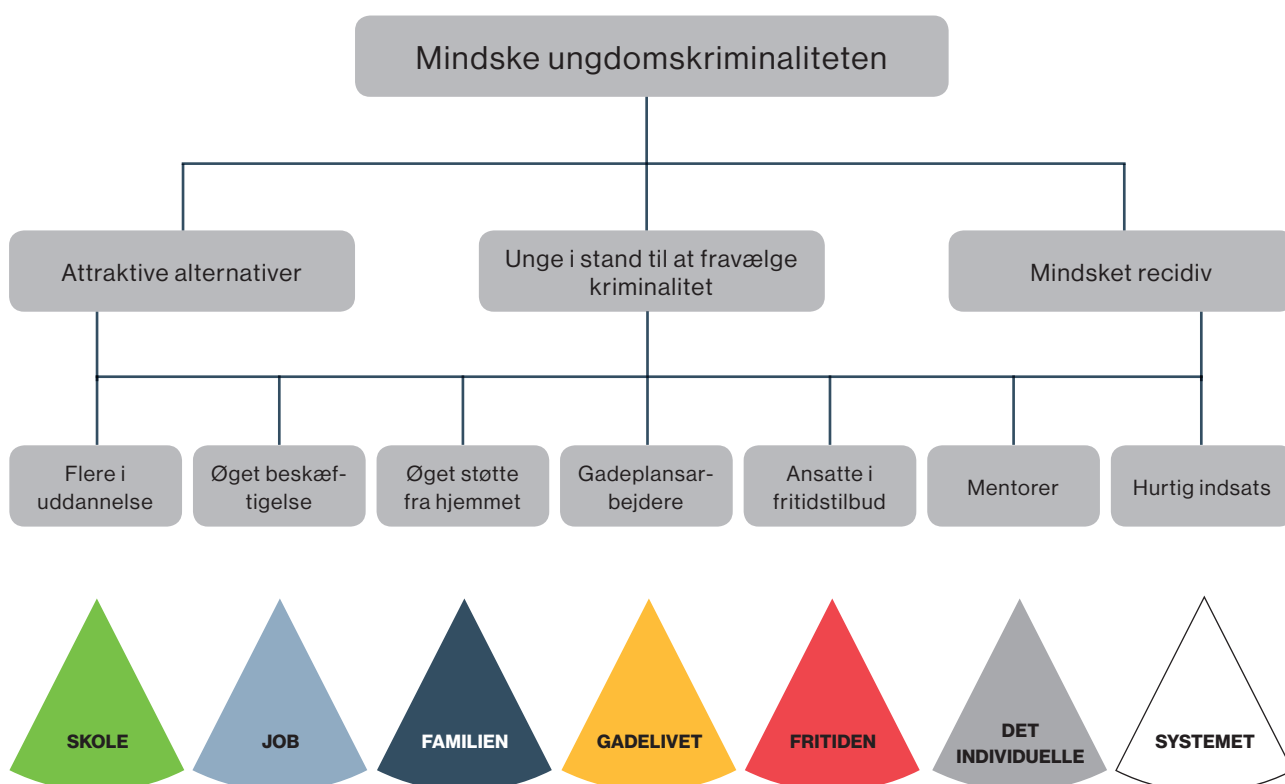 Mindske ungdomskriminaliteten
Attraktive alternativer
Unge i stand til at fravælge
kriminalitet
Mindsket recidiv
Flere i
uddannelse
Øget beskæf-
tigelse
Øget støtte
fra hjemmet
Gadeplansar-
bejdere
Ansatte i
fritidstilbud
Mentorer
Hurtig indsats
SKOLE
JOB
FAMILIEN
GADELIVET
FRITIDEN
DET
INDIVIDUELLE
SYSTEMET